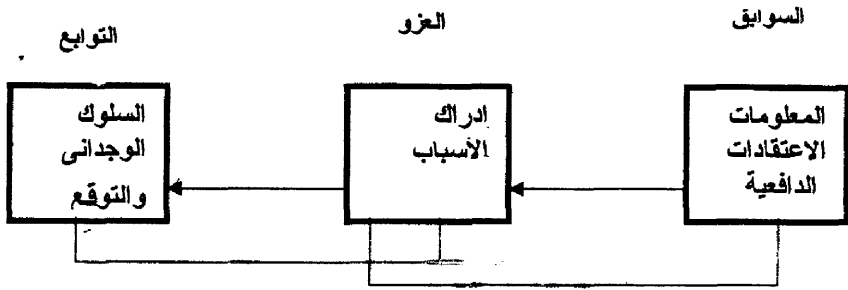 السوابق
العزو
التوابع
المعلومات
الاعتقادات
الدافعية
ادراك
الأسباب
السلوك
الوجدانى
والتوقع